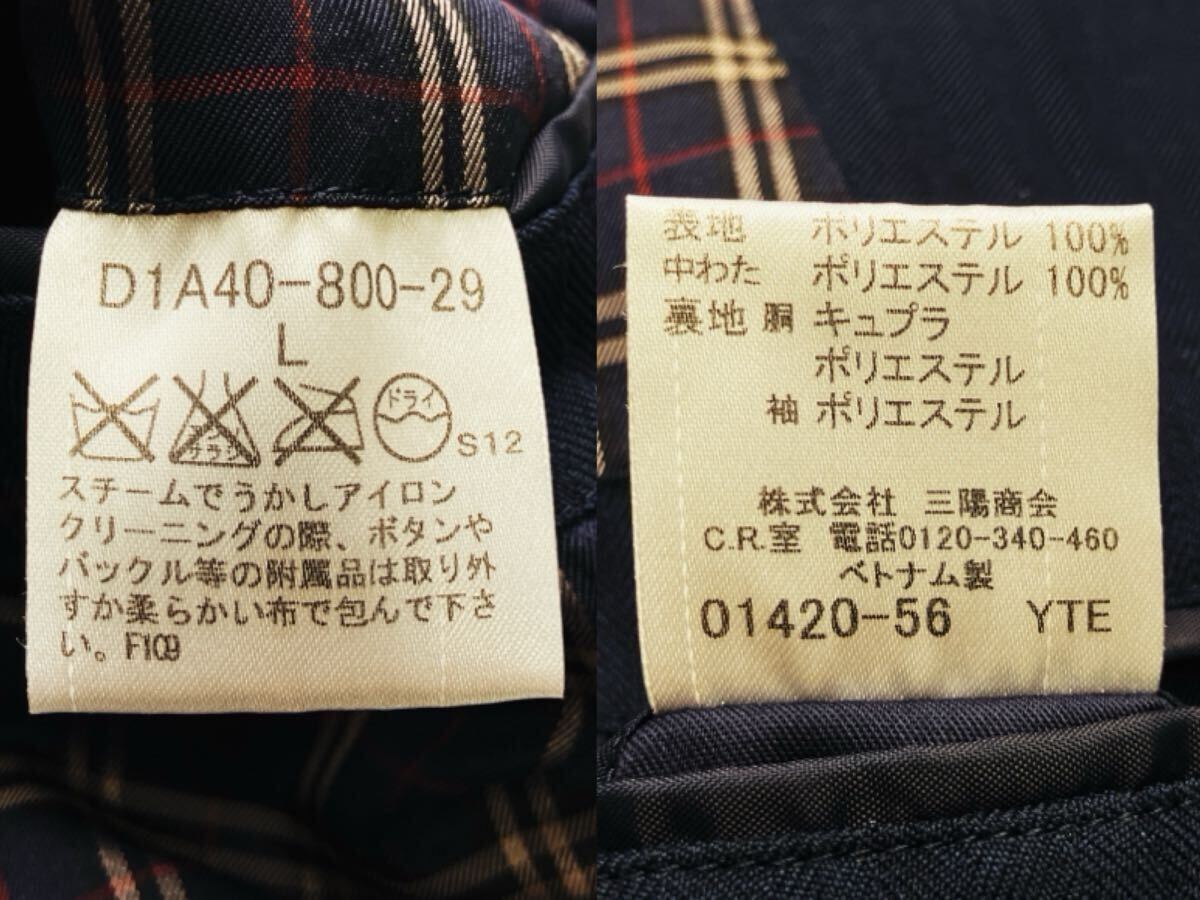 D1A40-800-29
L
エンソ
サラシ
ドライ
S12
スチームでうかしアイロン
クリーニングの際、ボタンや
バックル等の附属品は取り外
すか柔らかい布で包んで下さ
い。F109
表地 ポリエステル 100%
中わた ポリエステル 100%
裏地 胴 キュプラ
ポリエステル
袖 ポリエステル
株式会社 三陽商会
C.R.室 電話0120-340-460
ベトナム製
01420-56 YTE